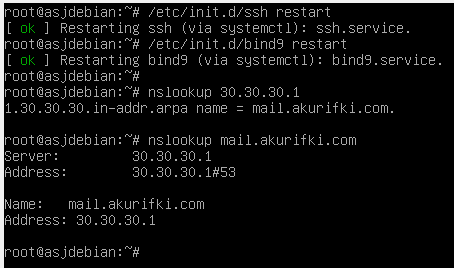 root@asjdebian:~# /etc/init.d/ssh restart
[ ok ] Restarting ssh (via systemctl): ssh.service.
root@asjdebian:~# /etc/init.d/bind9 restart
[ ok ] Restarting bind9 (via systemctl): bind9.service.
root@asjdebian:~#
root@asjdebian:~# nslookup 30.30.30.1
1.30.30.30.in-addr.arpa name = mail.akurifki.com.
root@asjdebian:~# nslookup mail.akurifki.com
Server: 30.30.30.1
Address: 30.30.30.1#53
Name: mail.akurifki.com
Address: 30.30.30.1
root@asjdebian:~#